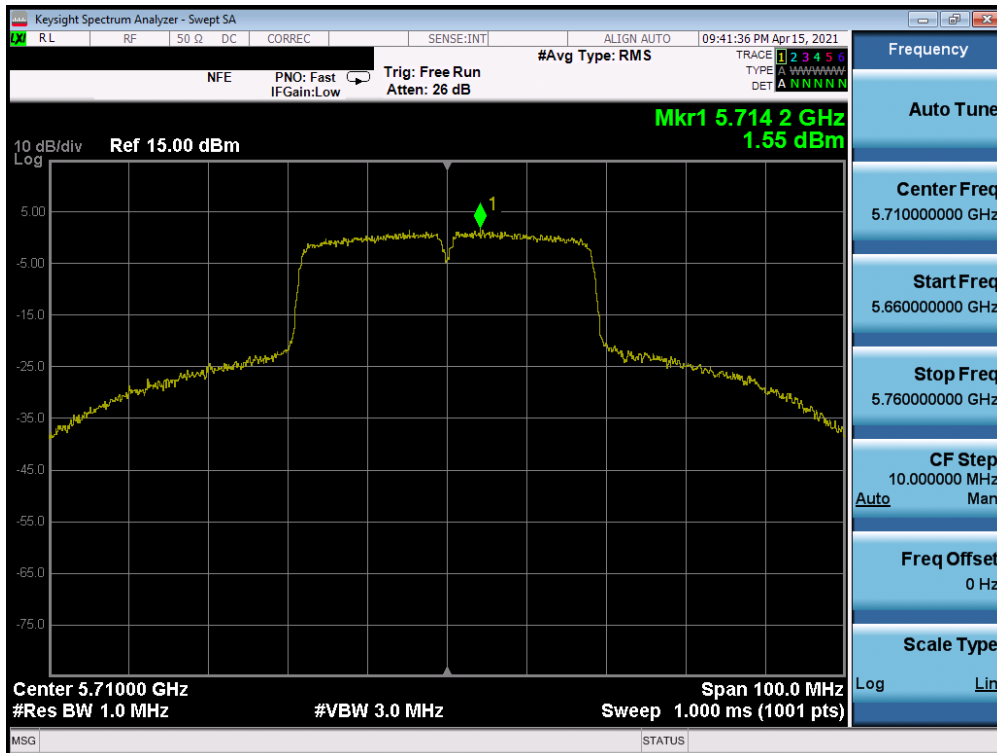 Keysight Spectrum Analyzer - Swept SA
LXI RL RF 50 Ω DC CORREC SENSE:INT ALIGN AUTO 09:41:36 PM Apr 15, 2021
NFE PNO: Fast Trig: Free Run #Avg Type: RMS TRACE 1 2 3 4 5 6
IFGain:Low Atten: 26 dB TYPE A WWWWW
DET A N N N N N
Mkr1 5.714 2 GHz
1.55 dBm
10 dB/div Ref 15.00 dBm
Log
1
5.00
-5.00
-15.0
-25.0
-35.0
-45.0
-55.0
-65.0
-75.0
Center 5.71000 GHz Span 100.0 MHz
#Res BW 1.0 MHz #VBW 3.0 MHz Sweep 1.000 ms (1001 pts)
MSG STATUS
Frequency
Auto Tune
Center Freq
5.710000000 GHz
Start Freq
5.660000000 GHz
Stop Freq
5.760000000 GHz
CF Step
10.000000 MHz
Auto Man
Freq Offset
0 Hz
Scale Type
Log Lin